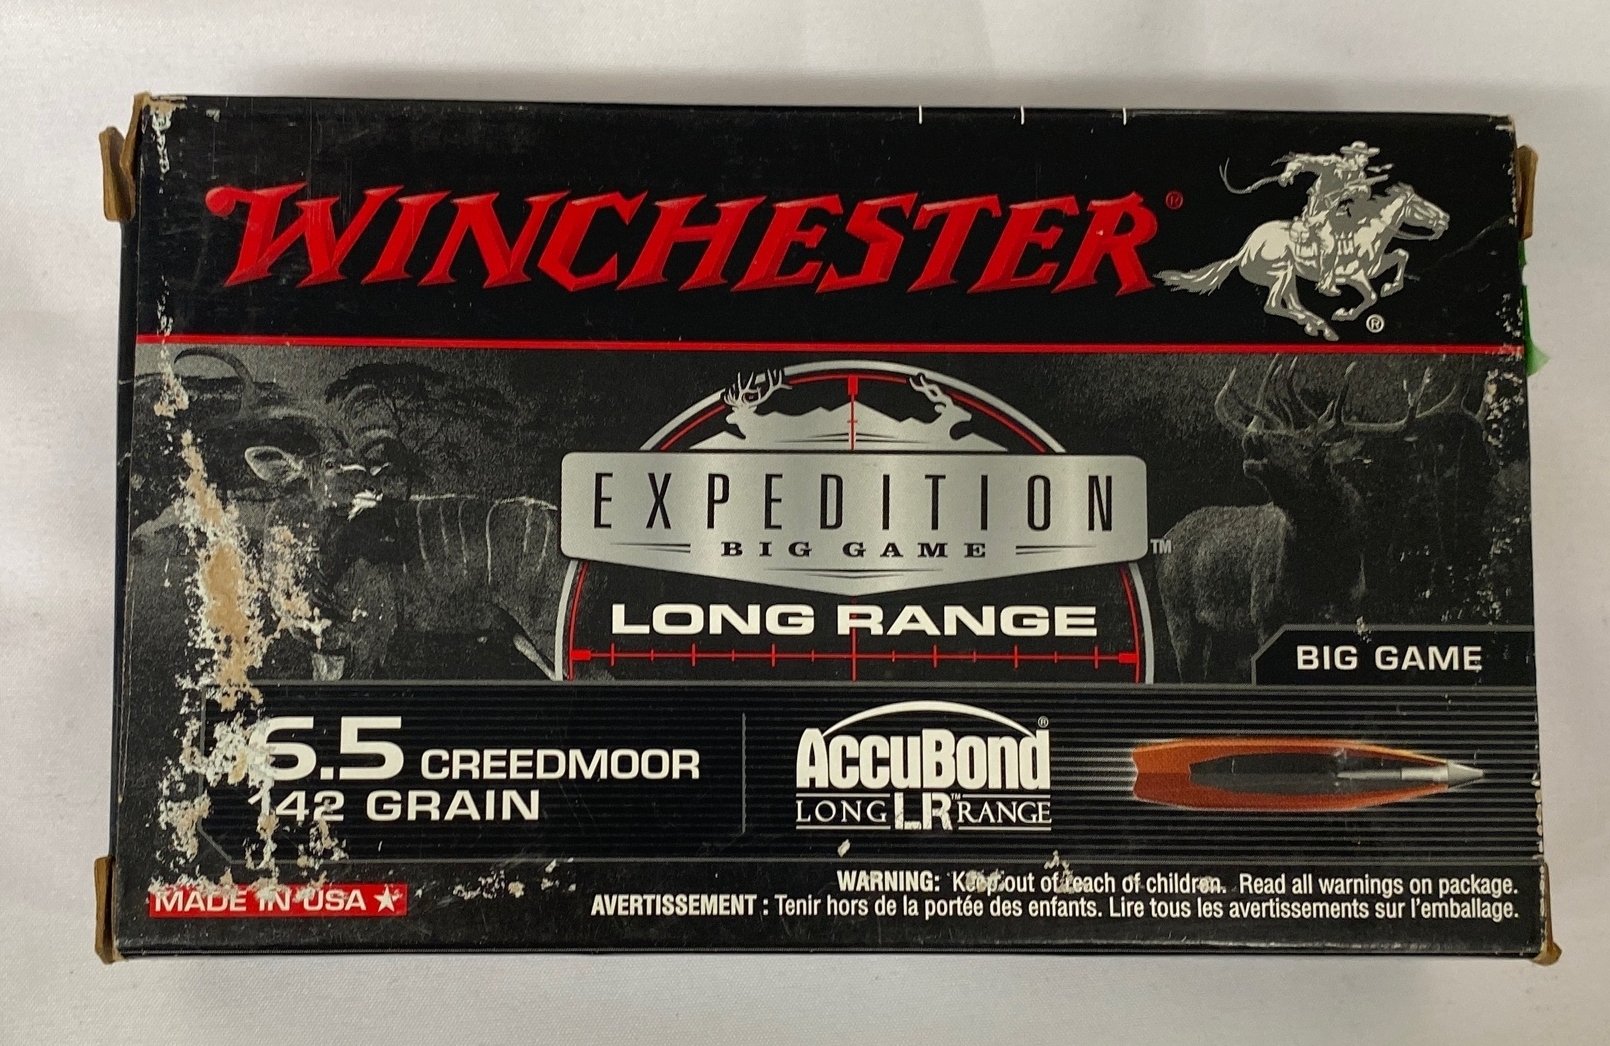 WINCHESTER®
®
EXPEDITION
BIG GAME
™
LONG RANGE
BIG GAME
6.5 CREEDMOOR
142 GRAIN
AccuBond®
LONG LR™ RANGE
MADE IN USA
WARNING: Keep out of reach of children. Read all warnings on package.
AVERTISSEMENT : Tenir hors de la portée des enfants. Lire tous les avertissements sur l'emballage.